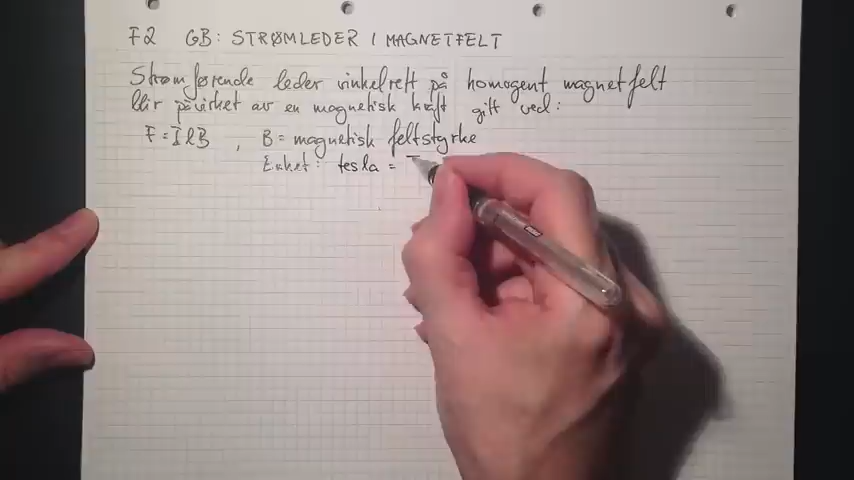 F2 GB: STRØMLEDER I MAGNETFELT
Strømførende leder vinkelrett på homogent magnetfelt
blir påvirket av en magnetisk kraft gitt ved:
F = IlB , B = magnetisk feltstyrke
Enhet: tesla = T